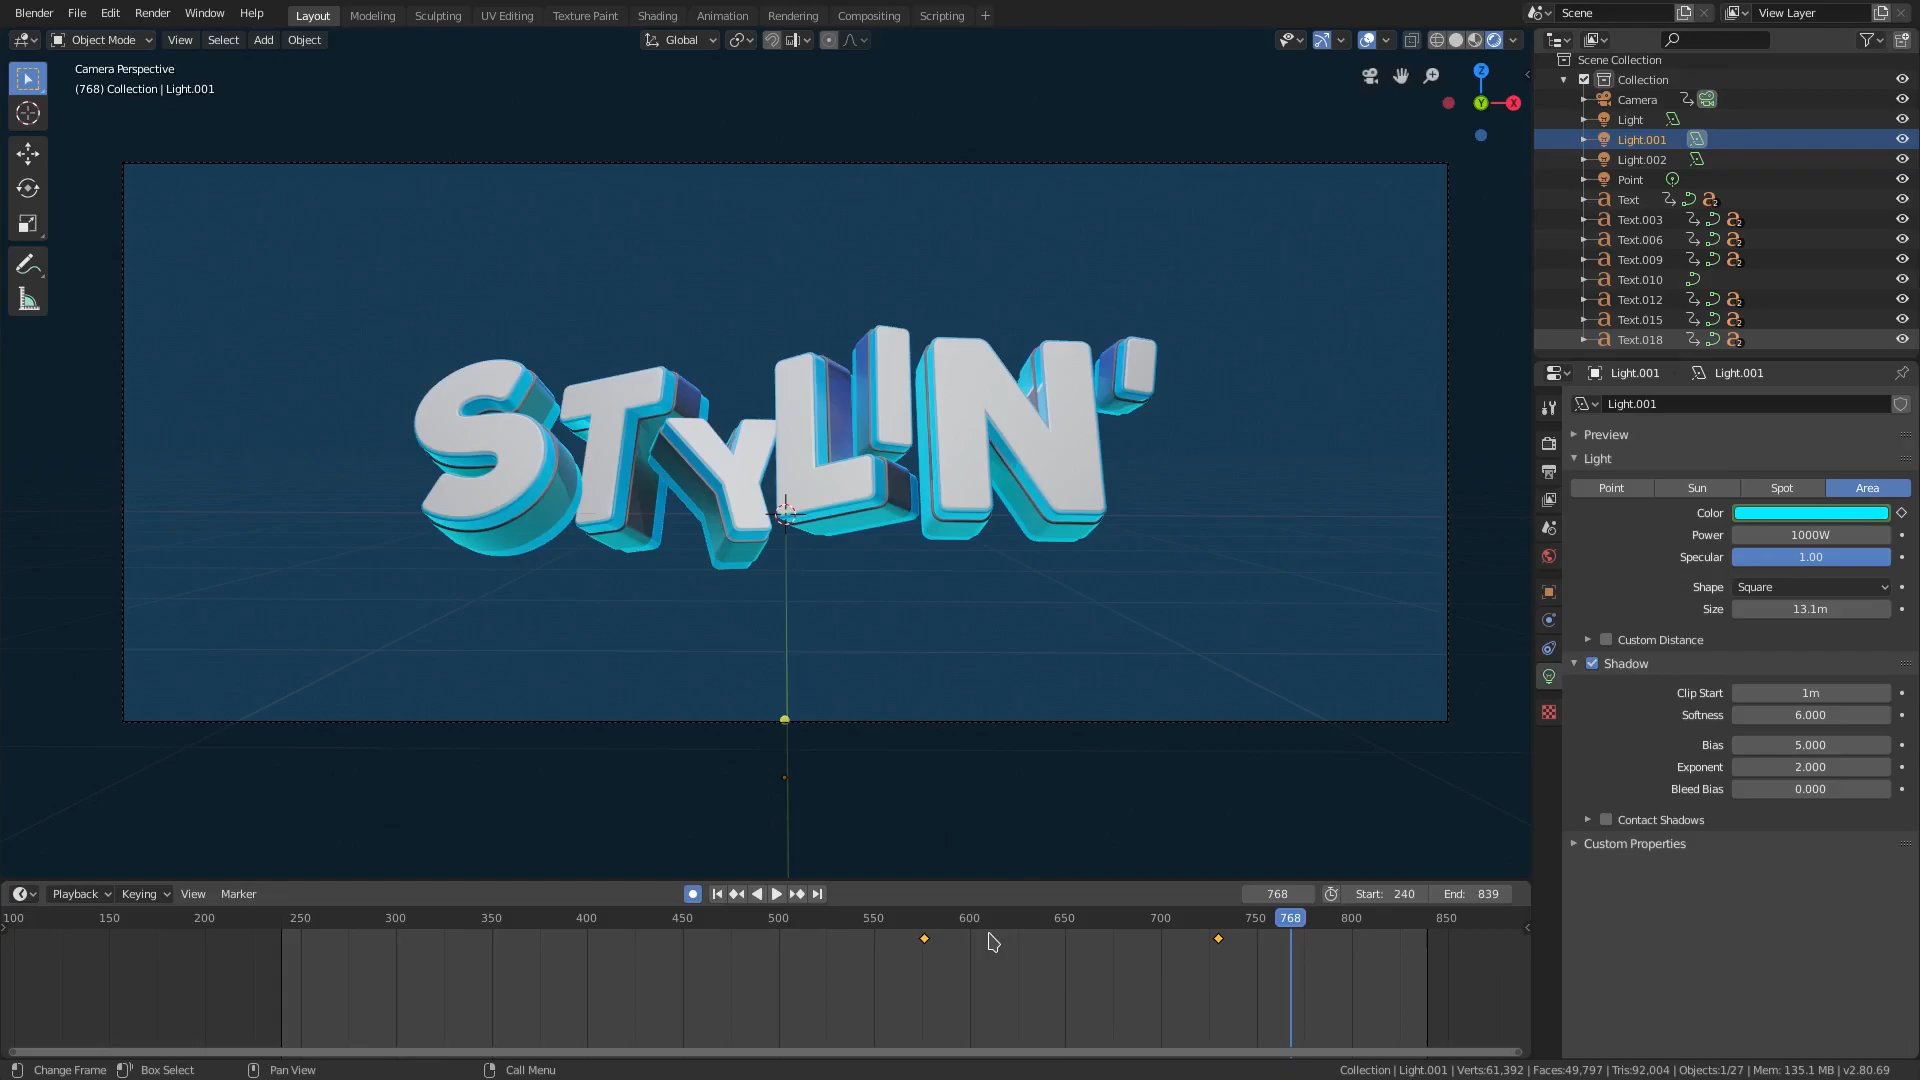 Blender File Edit Render Window Help Layout Modeling Sculpting UV Editing Texture Paint Shading Animation Rendering Compositing Scripting + Scene View Layer
Object Mode View Select Add Object Global
Camera Perspective
(768) Collection | Light.001
Z
Y
X
STYLIN'
Scene Collection
Collection
Camera
Light
Light.001
Light.002
Point
Text
Text.003
Text.006
Text.009
Text.010
Text.012
Text.015
Text.018
Light.001 Light.001
Light.001
Preview
Light
Point Sun Spot Area
Color
Power 1000W
Specular 1.00
Shape Square
Size 13.1m
Custom Distance
Shadow
Clip Start 1m
Softness 6.000
Bias 5.000
Exponent 2.000
Bleed Bias 0.000
Contact Shadows
Custom Properties
Playback Keying View Marker 768 Start: 240 End: 839
100 150 200 250 300 350 400 450 500 550 600 650 700 750 768 800 850
Change Frame Box Select Pan View Call Menu Collection | Light.001 | Verts:61,392 | Faces:49,797 | Tris:92,004 | Objects:1/27 | Mem: 135.1 MB | v2.80.69